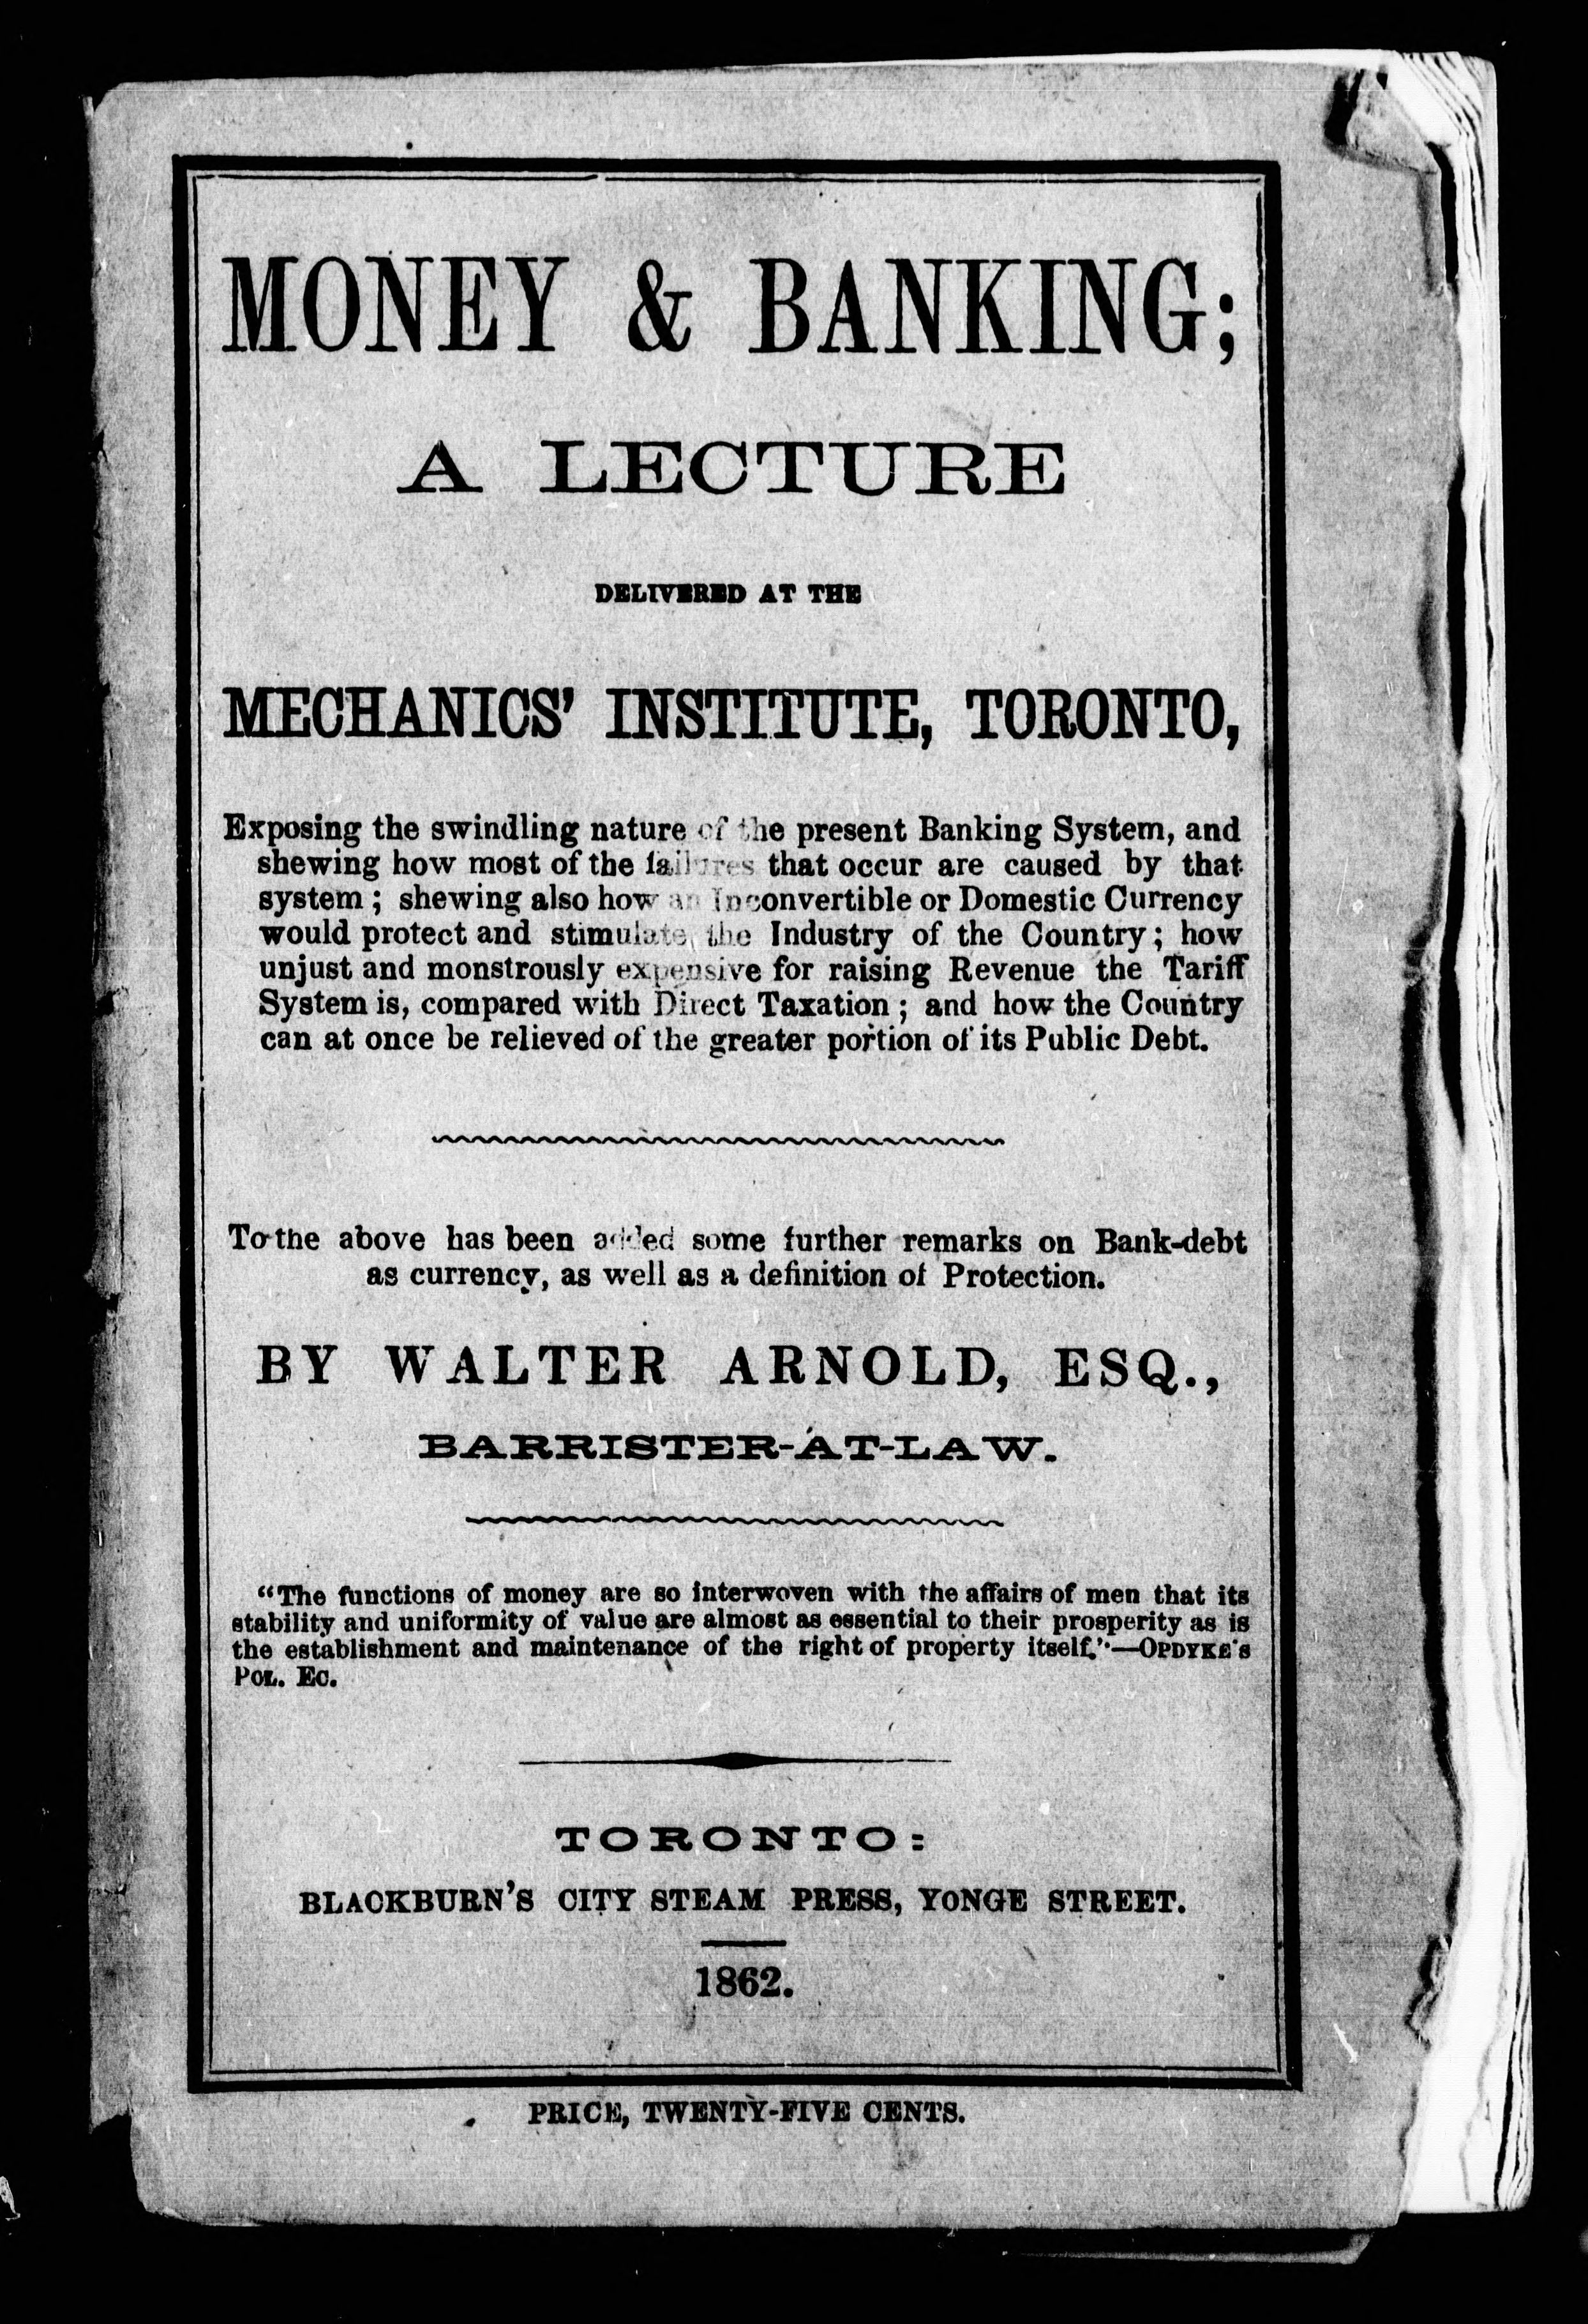 MONEY & BANKING;
A LECTURE
DELIVERED AT THE
MECHANICS' INSTITUTE, TORONTO,
Exposing the swindling nature of the present Banking System, and
shewing how most of the failures that occur are caused by that
system; shewing also how an Inconvertible or Domestic Currency
would protect and stimulate the Industry of the Country; how
unjust and monstrously expensive for raising Revenue the Tariff
System is, compared with Direct Taxation; and how the Country
can at once be relieved of the greater portion of its Public Debt.
To the above has been added some further remarks on Bank-debt
as currency, as well as a definition of Protection.
BY WALTER ARNOLD, ESQ.,
BARRISTER-AT-LAW.
"The functions of money are so interwoven with the affairs of men that its
stability and uniformity of value are almost as essential to their prosperity as is
the establishment and maintenance of the right of property itself."—OPDYKE'S
POL. EC.
TORONTO:
BLACKBURN'S CITY STEAM PRESS, YONGE STREET.
1862.
PRICE, TWENTY-FIVE CENTS.